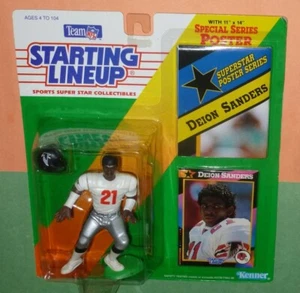 AGES 4 TO 104
Team NFL
STARTING
LINEUP
SPORTS SUPER STAR COLLECTIBLES
WITH 11" x 14"
SPECIAL SERIES
POSTER
SUPERSTAR
POSTER SERIES
DEION SANDERS
21
DEION SANDERS
21
Kenner